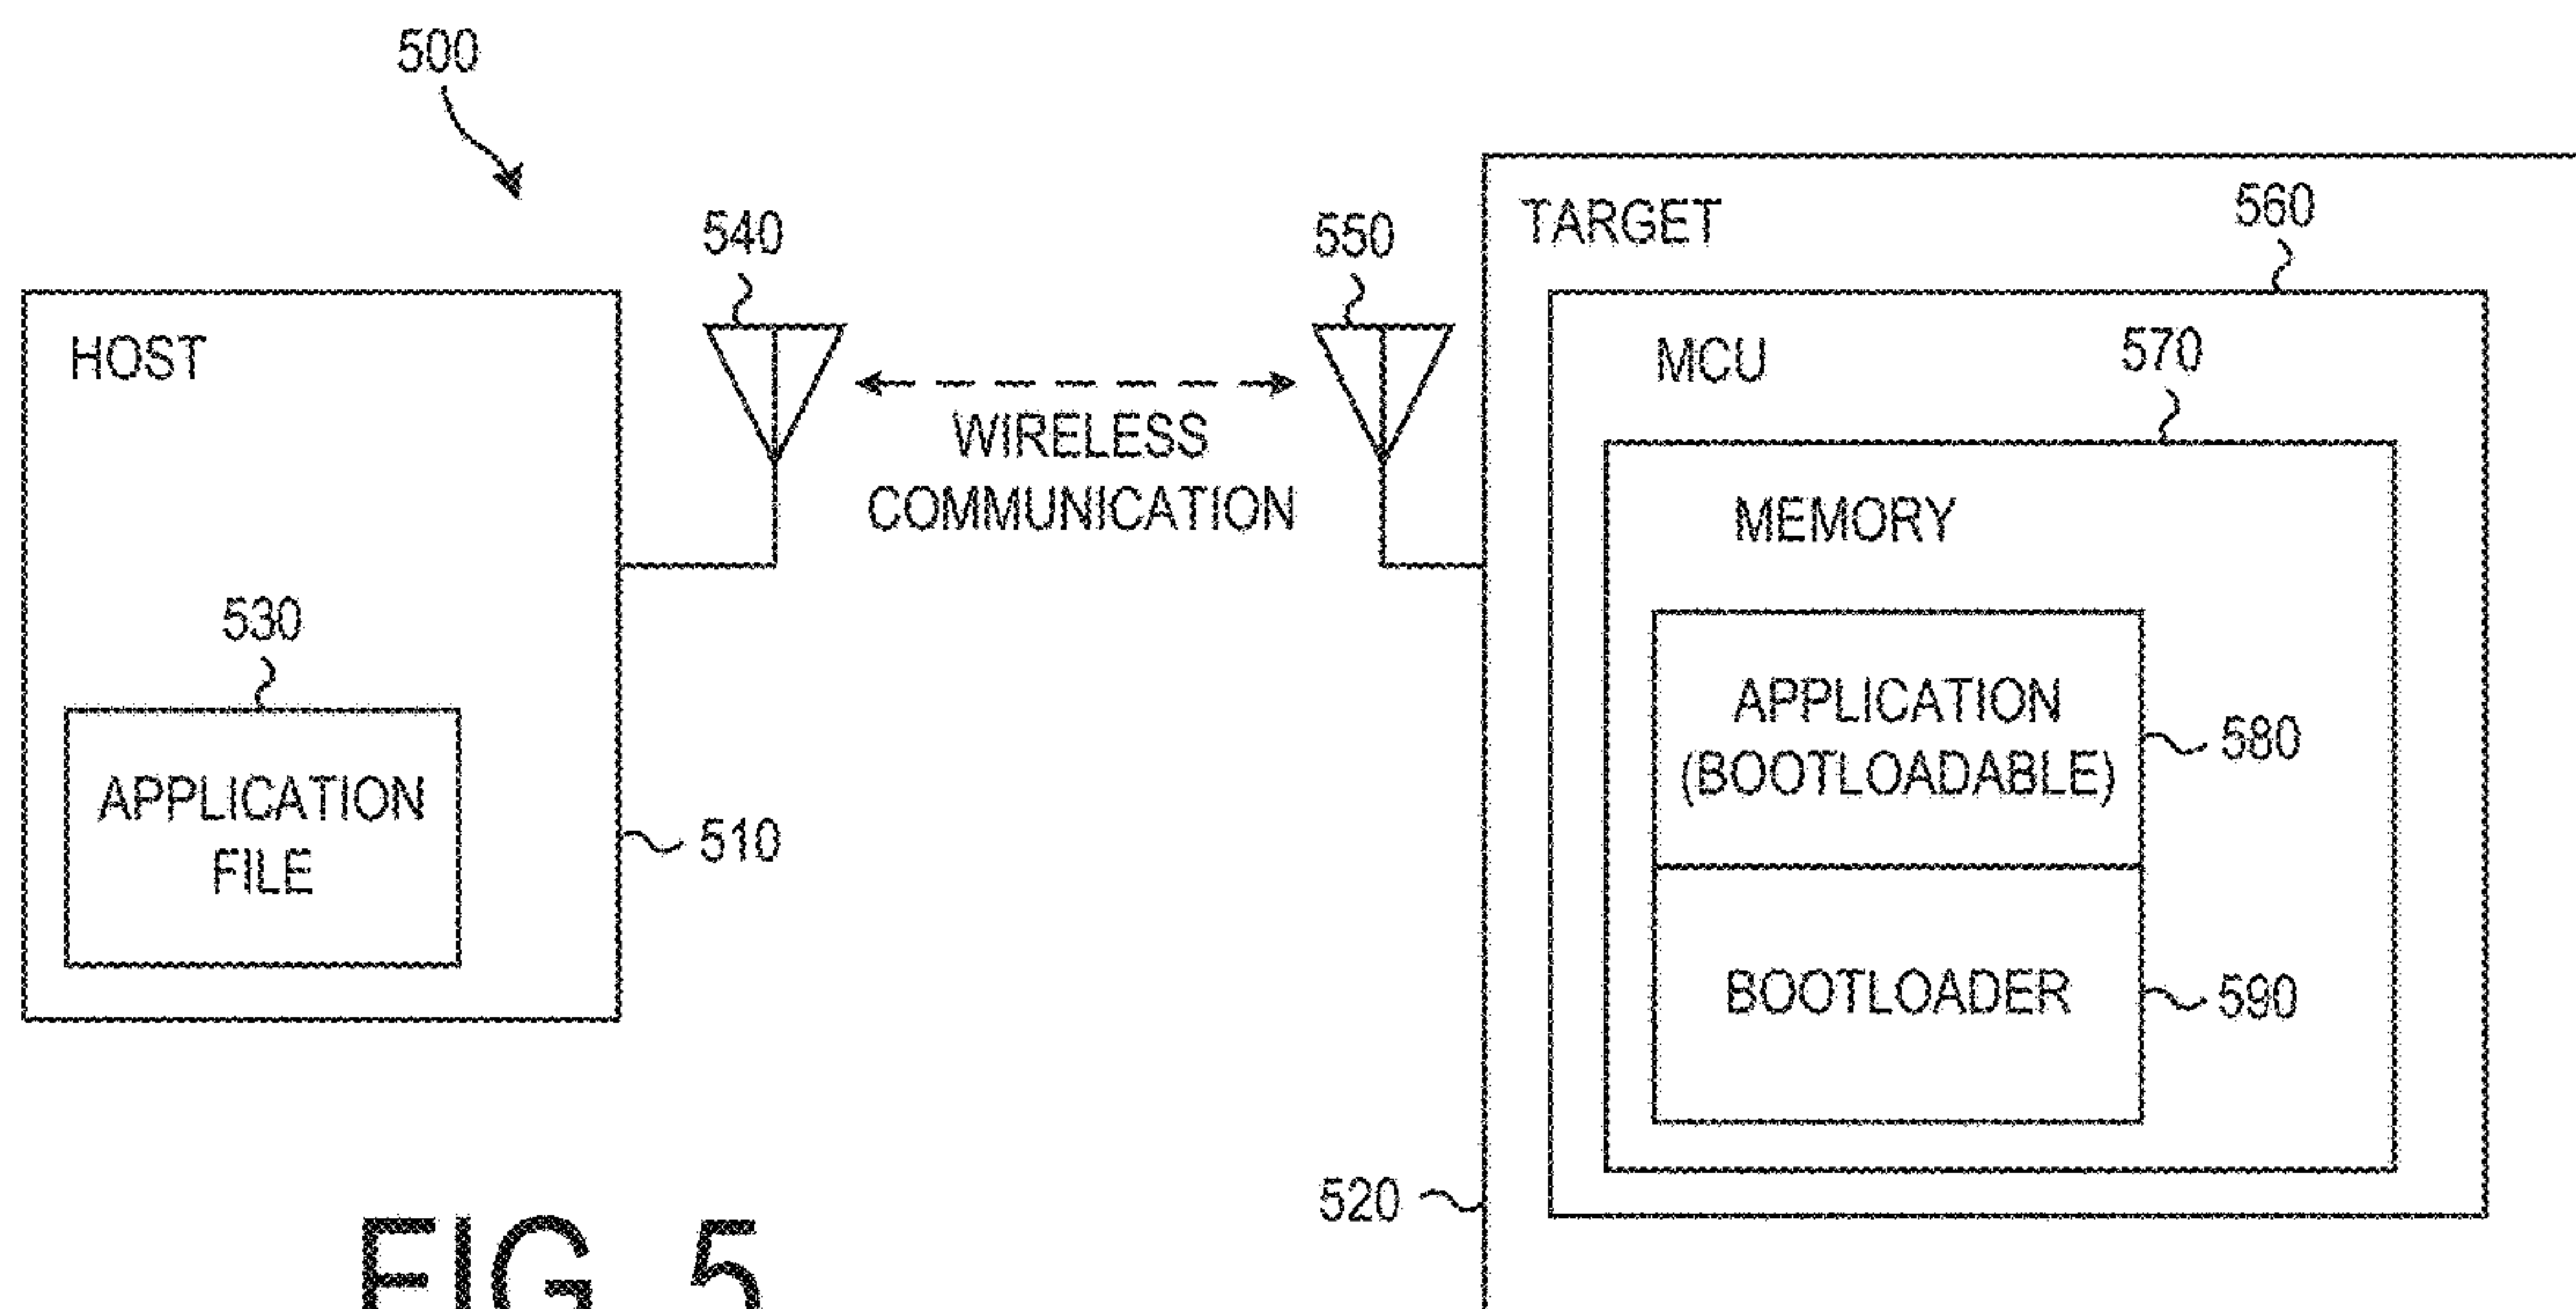 500
540
550
TARGET
560
HOST
MCU
570
WIRELESS
COMMUNICATION
MEMORY
530
APPLICATION
FILE
510
APPLICATION
(BOOTLOADABLE)
580
BOOTLOADER
590
520
FIG. 5